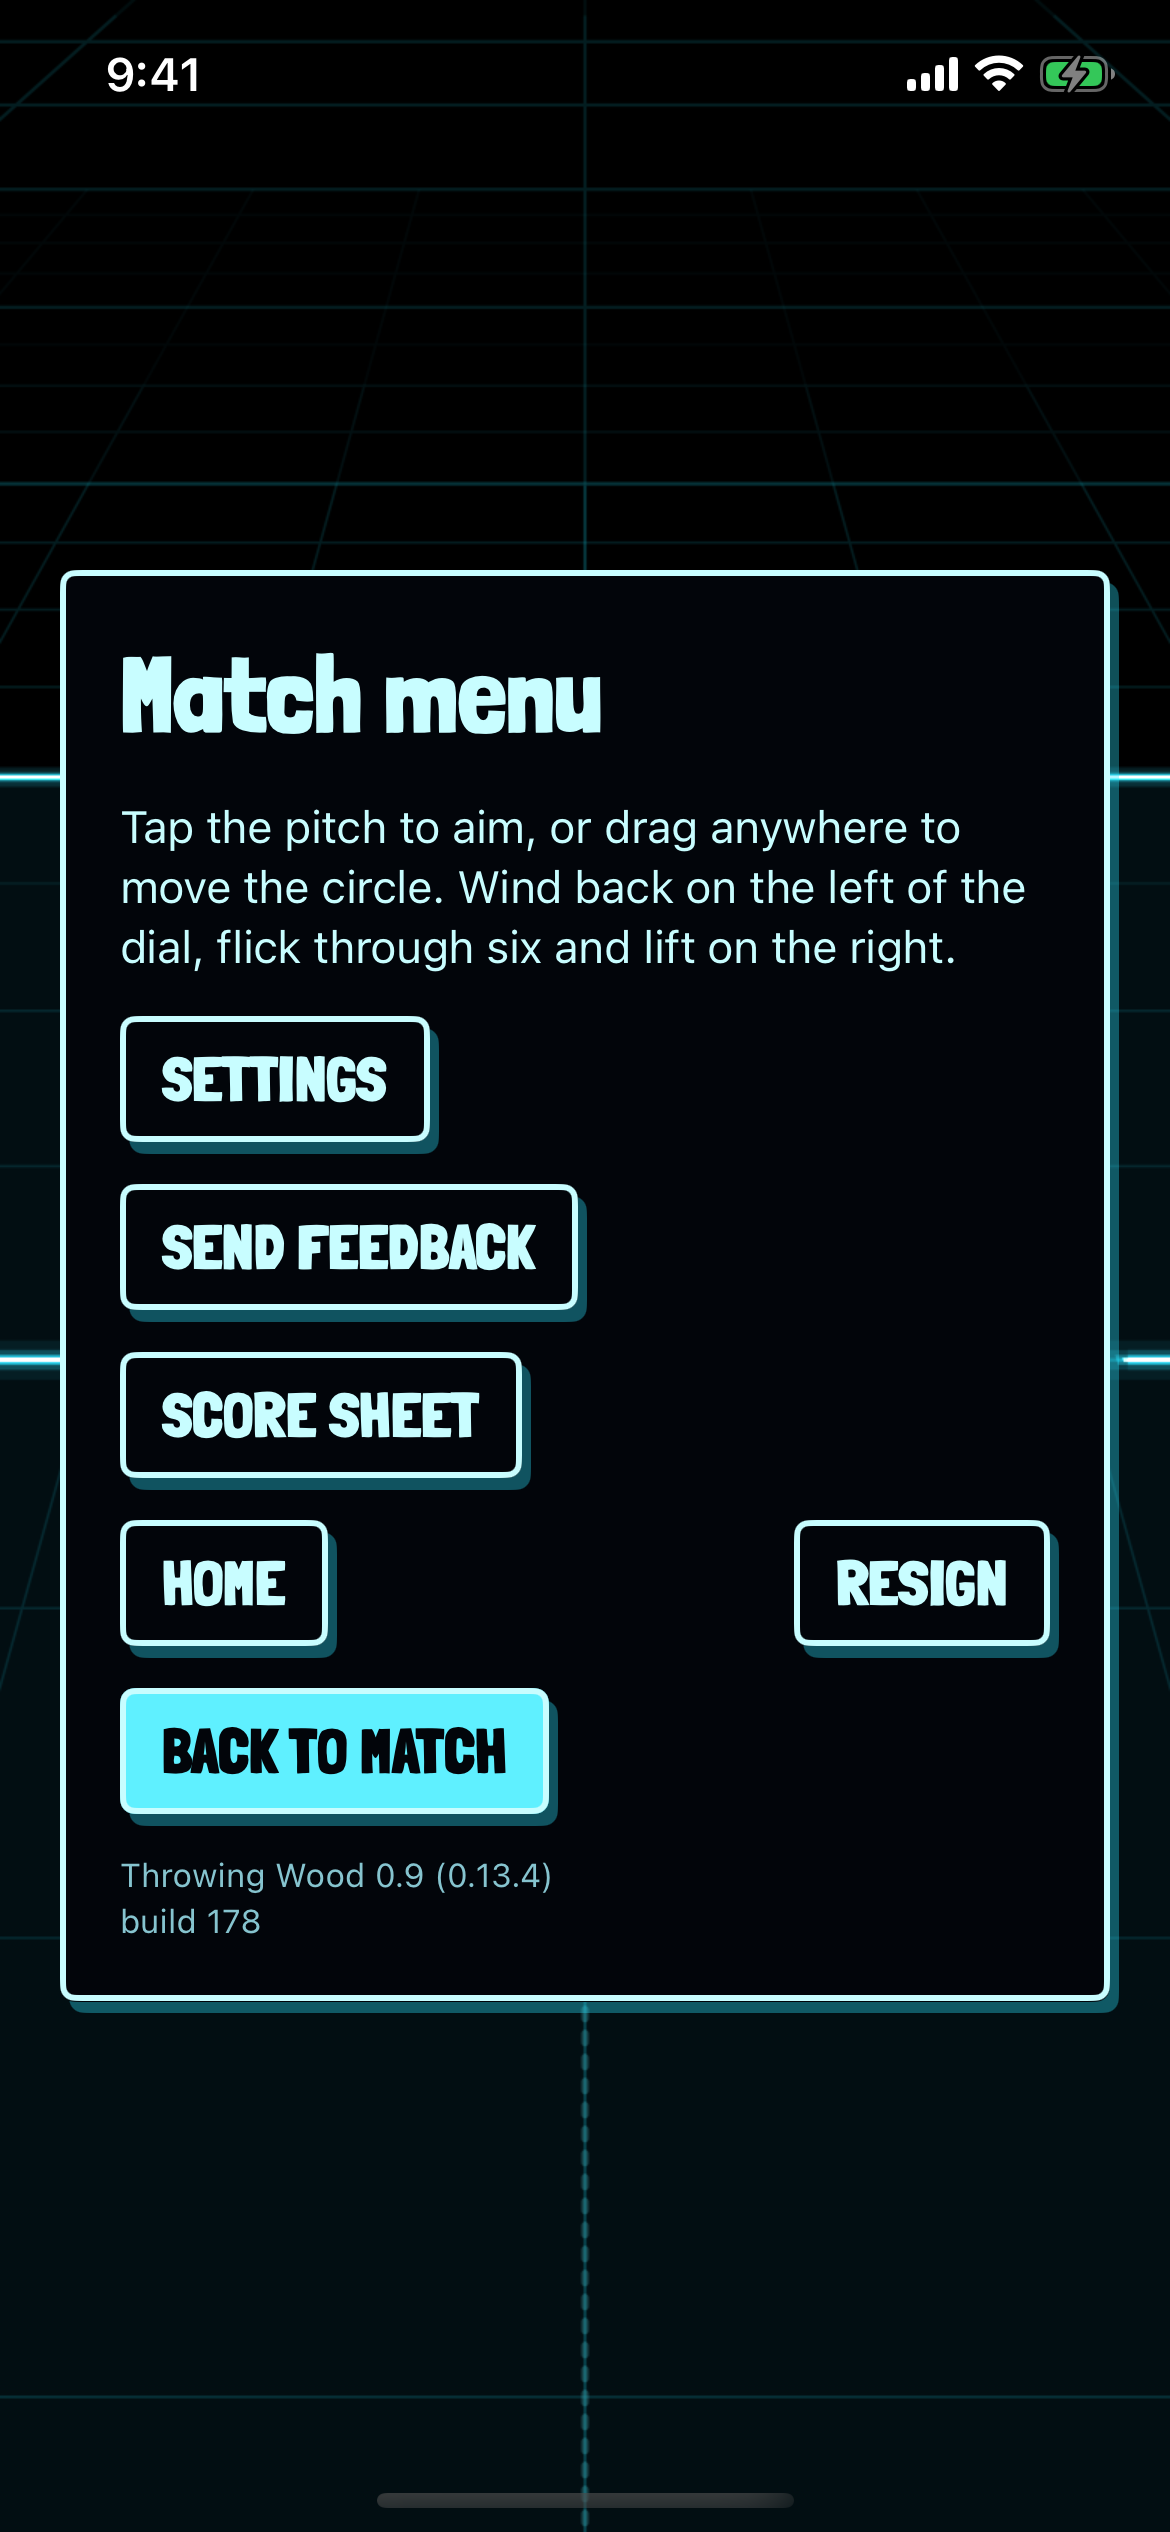 9:41
Match menu
Tap the pitch to aim, or drag anywhere to
move the circle. Wind back on the left of the
dial, flick through six and lift on the right.
SETTINGS
SEND FEEDBACK
SCORE SHEET
HOME
RESIGN
BACK TO MATCH
Throwing Wood 0.9 (0.13.4)
build 178